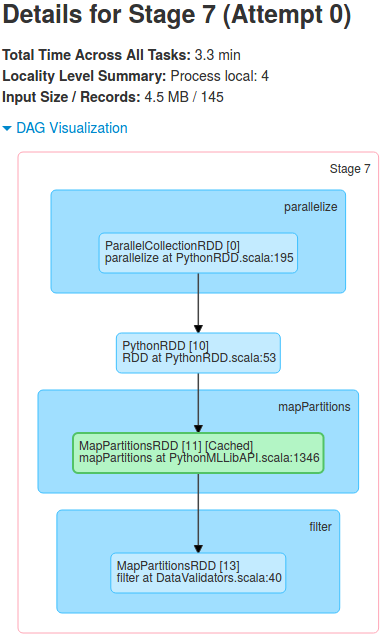 Details for Stage 7 (Attempt 0)
Total Time Across All Tasks: 3.3 min
Locality Level Summary: Process local: 4
Input Size / Records: 4.5 MB / 145
DAG Visualization
Stage 7
parallelize
ParallelCollectionRDD [0]
parallelize at PythonRDD.scala:195
PythonRDD [10]
RDD at PythonRDD.scala:53
mapPartitions
MapPartitionsRDD [11] [Cached]
mapPartitions at PythonMLLibAPI.scala:1346
filter
MapPartitionsRDD [13]
filter at DataValidators.scala:40